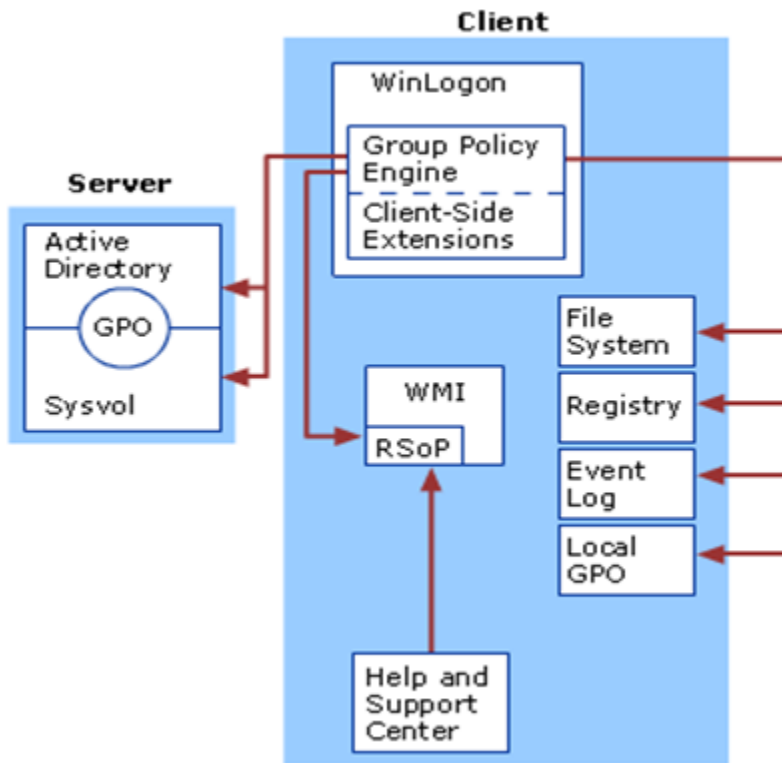 Client
WinLogon
Group Policy
Engine
Client-Side
Extensions
Server
Active
Directory
GPO
Sysvol
File
System
WMI
RSoP
Registry
Event
Log
Local
GPO
Help and
Support
Center